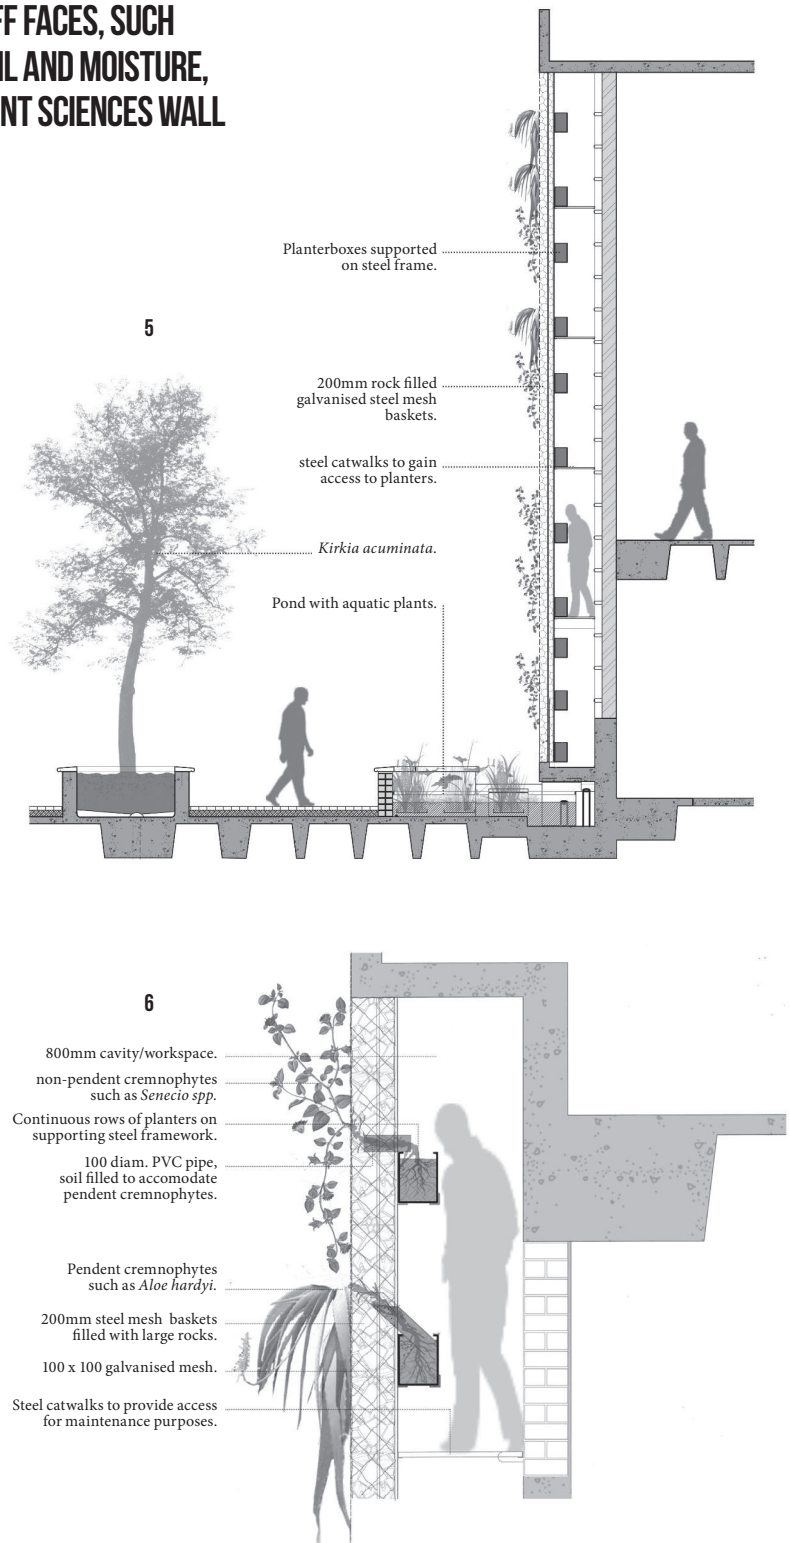 FF FACES, SUCH
IL AND MOISTURE,
NT SCIENCES WALL
5
Planterboxes supported
on steel frame.
200mm rock filled
galvanised steel mesh
baskets.
steel catwalks to gain
access to planters.
Kirkia acuminata.
Pond with aquatic plants.
6
800mm cavity/workspace.
non-pendent cremnophytes
such as Senecio spp.
Continuous rows of planters on
supporting steel framework.
100 diam. PVC pipe,
soil filled to accomodate
pendent cremnophytes.
Pendent cremnophytes
such as Aloe hardyi.
200mm steel mesh baskets
filled with large rocks.
100 x 100 galvanised mesh.
Steel catwalks to provide access
for maintenance purposes.